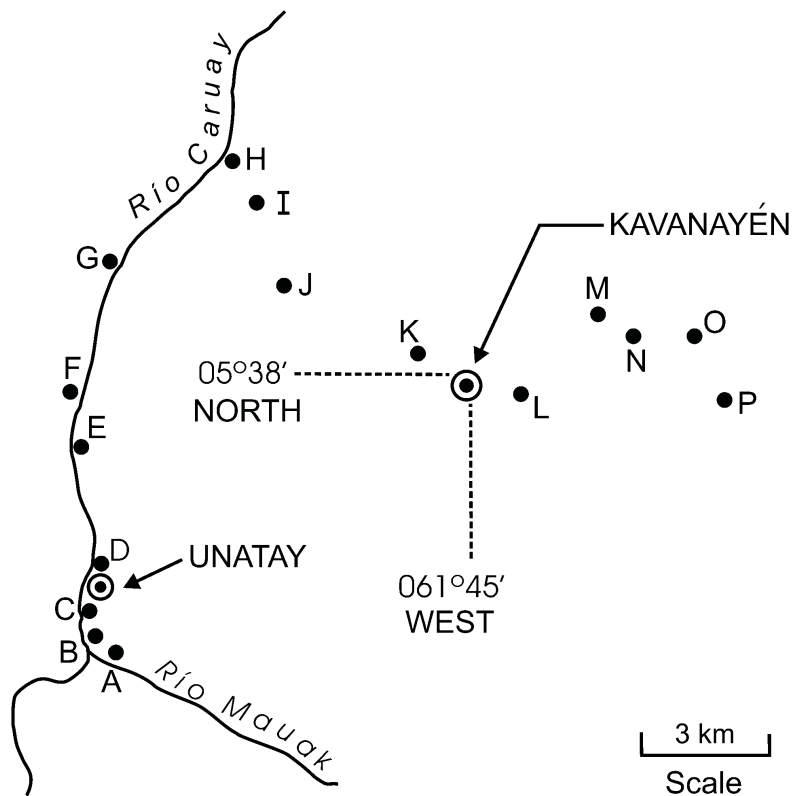 Río Caruay
H
I
KAVANAYÉN
G
J
M
O
K
N
F
05°38′
NORTH
P
L
E
D
UNATAY
061°45′
WEST
C
B
A
Río Mauak
3 km
Scale